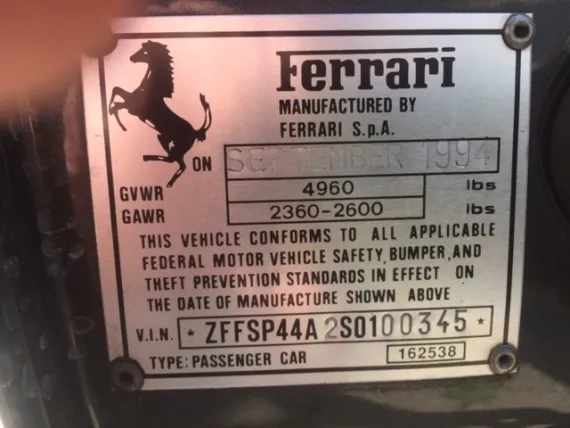 Ferrari
MANUFACTURED BY
FERRARI S.p.A.
ON SEPTEMBER 1994
GVWR 4960 lbs
GAWR 2360-2600 lbs
THIS VEHICLE CONFORMS TO ALL APPLICABLE
FEDERAL MOTOR VEHICLE SAFETY, BUMPER, AND
THEFT PREVENTION STANDARDS IN EFFECT ON
THE DATE OF MANUFACTURE SHOWN ABOVE
V.I.N. * ZFFSP44A2S0100345 *
TYPE: PASSENGER CAR 162538